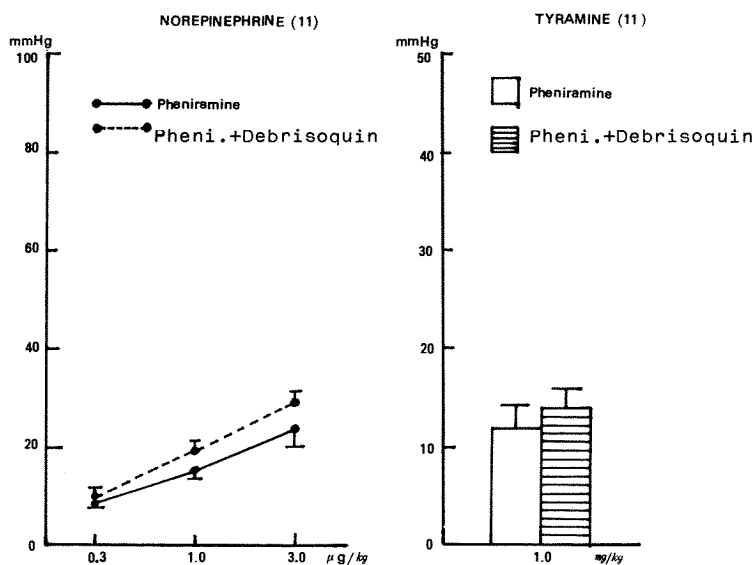 NOREPINEPHRINE (11)
mmHg
100
80
60
40
20
0
Pheniramine
Pheni.+Debrisoquin
0.3 1.0 3.0 μg/kg
TYRAMINE (11)
mmHg
50
40
30
20
10
0
Pheniramine
Pheni.+Debrisoquin
1.0 mg/kg